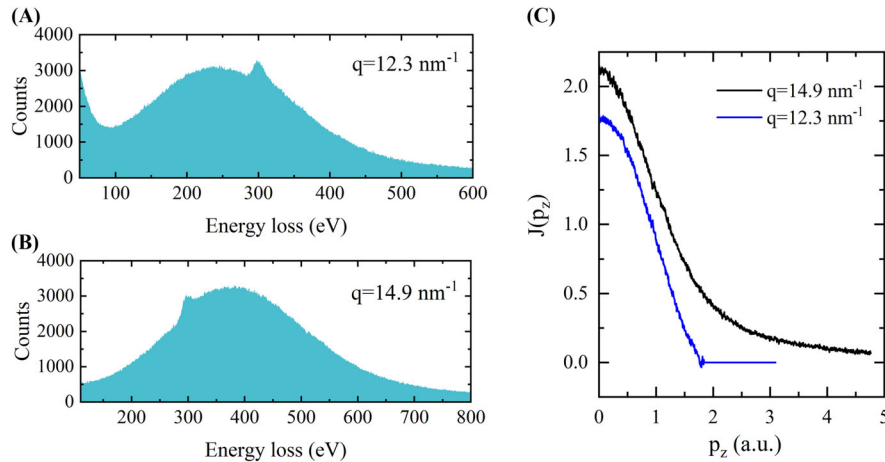 (A)
4000
3000
2000
1000
0
Counts
q=12.3 nm⁻¹
100 200 300 400 500 600
Energy loss (eV)
(B)
4000
3000
2000
1000
0
Counts
q=14.9 nm⁻¹
200 300 400 500 600 700 800
Energy loss (eV)
(C)
2.0
1.5
1.0
0.5
0.0
J(p_z)
q=14.9 nm⁻¹
q=12.3 nm⁻¹
0 1 2 3 4 5
p_z (a.u.)